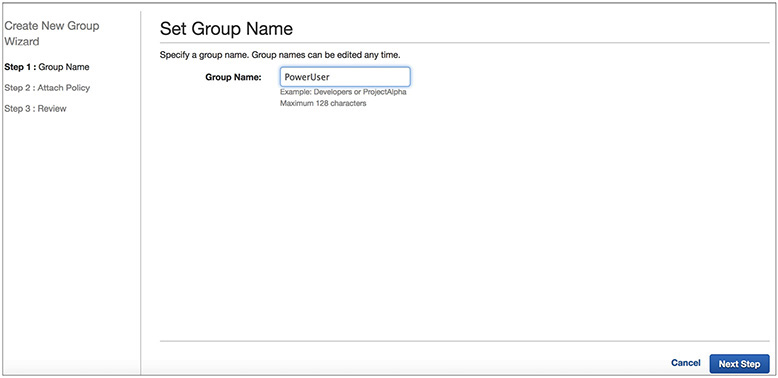 Create New Group
Wizard
Step 1 : Group Name
Step 2 : Attach Policy
Step 3 : Review
Set Group Name
Specify a group name. Group names can be edited any time.
Group Name: PowerUser
Example: Developers or ProjectAlpha
Maximum 128 characters
Cancel Next Step